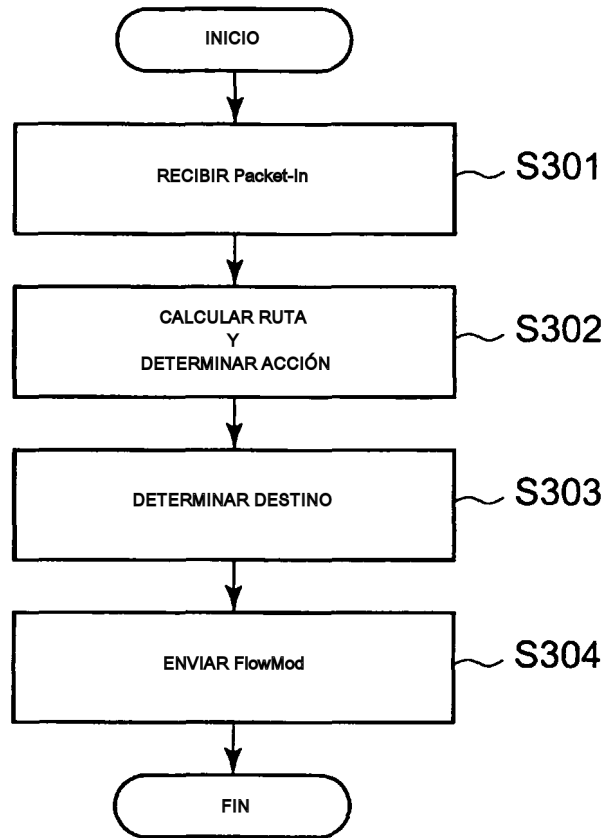 INICIO
RECIBIR Packet-In
S301
CALCULAR RUTA
Y
DETERMINAR ACCIÓN
S302
DETERMINAR DESTINO
S303
ENVIAR FlowMod
S304
FIN